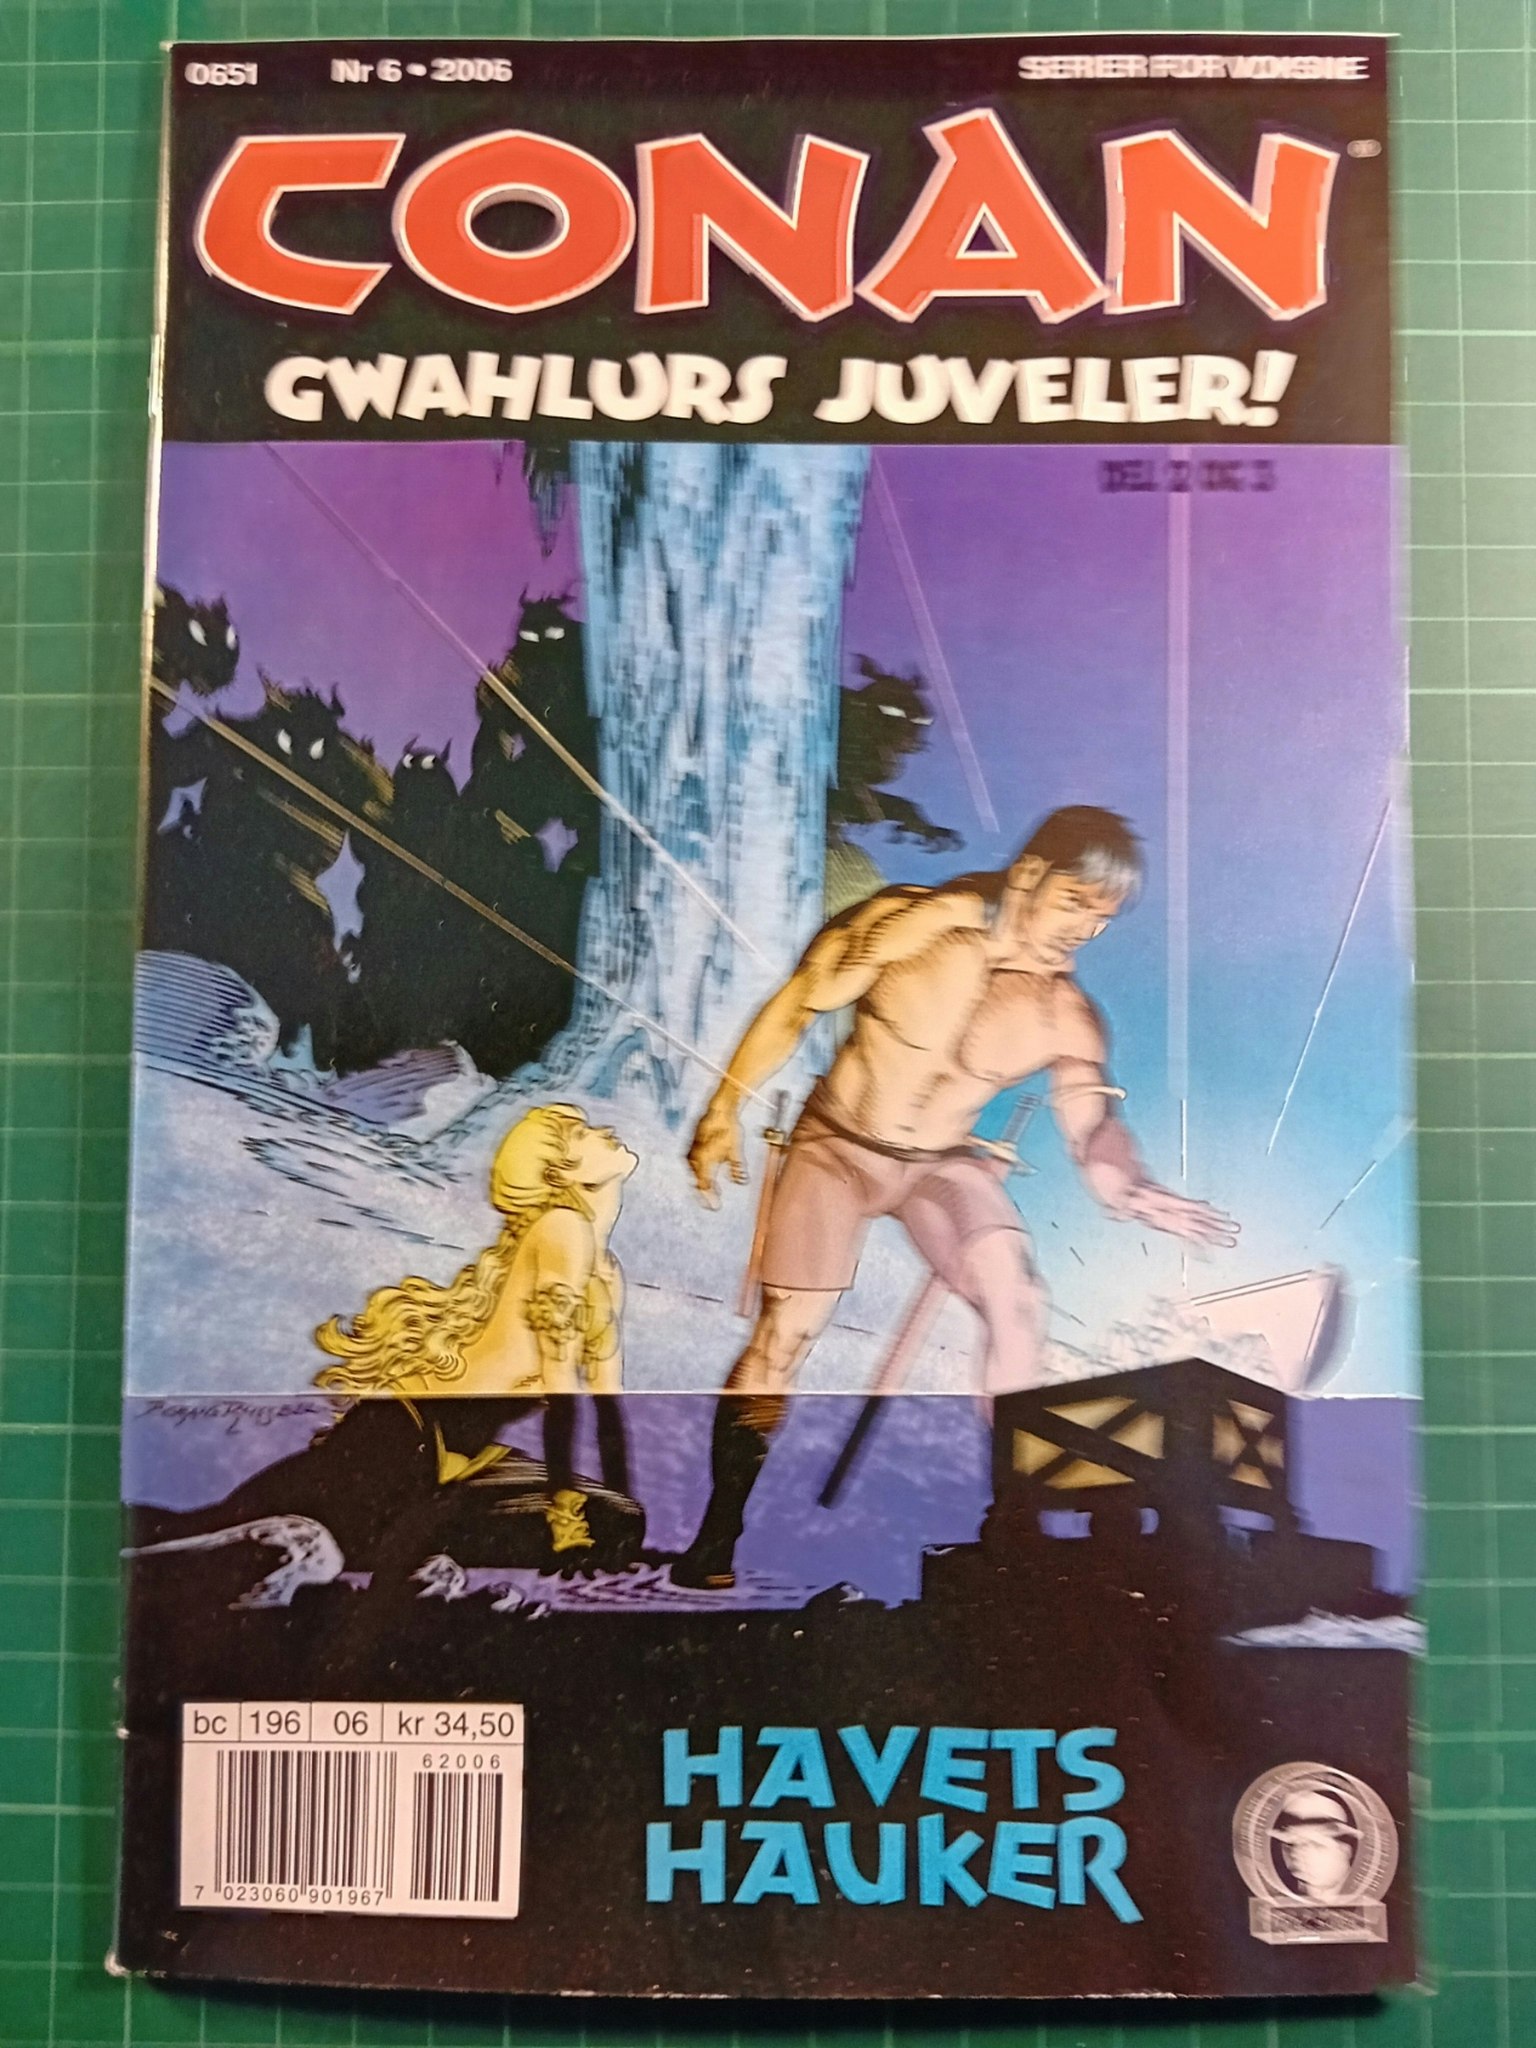 0651 Nr 6 - 2006 SERIER FOR VOKSNE
CONAN
GWAHLURS JUVELER!
DEL 2 OG 3
bc 196 06 kr 34,50
62006
7 023060 901967
HAVETS
HAUKER